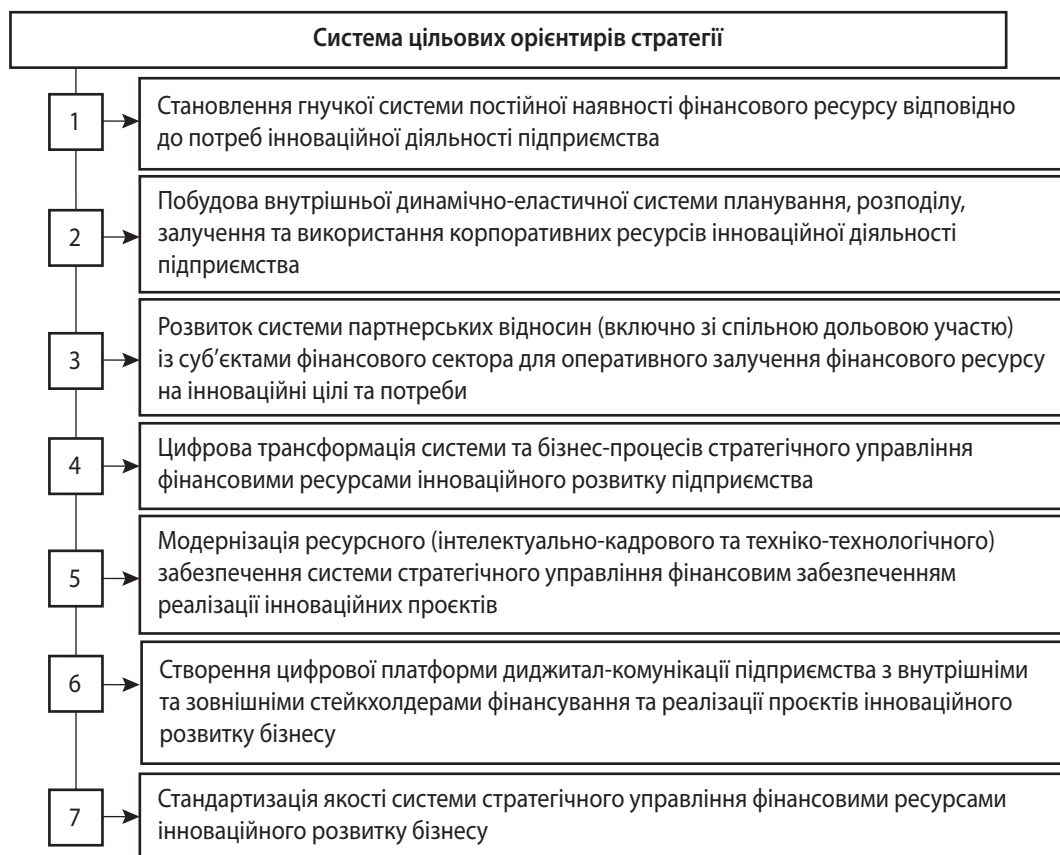 Система цільових орієнтирів стратегії
1
Становлення гнучкої системи постійної наявності фінансового ресурсу відповідно
до потреб інноваційної діяльності підприємства
2
Побудова внутрішньої динамічно-еластичної системи планування, розподілу,
залучення та використання корпоративних ресурсів інноваційної діяльності
підприємства
3
Розвиток системи партнерських відносин (включно зі спільною дольовою участю)
із суб’єктами фінансового сектора для оперативного залучення фінансового ресурсу
на інноваційні цілі та потреби
4
Цифрова трансформація системи та бізнес-процесів стратегічного управління
фінансовими ресурсами інноваційного розвитку підприємства
5
Модернізація ресурсного (інтелектуально-кадрового та техніко-технологічного)
забезпечення системи стратегічного управління фінансовим забезпеченням
реалізації інноваційних проєктів
6
Створення цифрової платформи диджитал-комунікації підприємства з внутрішніми
та зовнішніми стейкхолдерами фінансування та реалізації проєктів інноваційного
розвитку бізнесу
7
Стандартизація якості системи стратегічного управління фінансовими ресурсами
інноваційного розвитку бізнесу